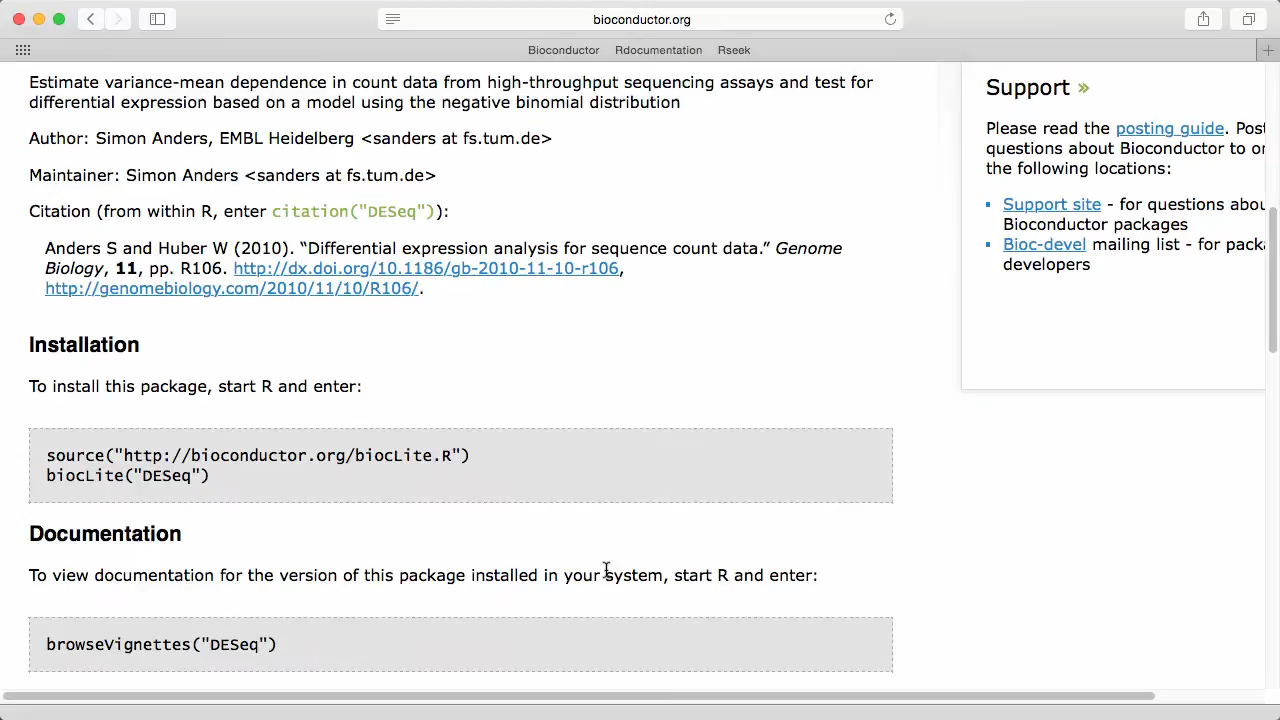 bioconductor.org
Bioconductor Rdocumentation Rseek
Estimate variance-mean dependence in count data from high-throughput sequencing assays and test for
differential expression based on a model using the negative binomial distribution
Author: Simon Anders, EMBL Heidelberg <sanders at fs.tum.de>
Maintainer: Simon Anders <sanders at fs.tum.de>
Citation (from within R, enter citation("DESeq")):
Anders S and Huber W (2010). “Differential expression analysis for sequence count data.” Genome
Biology, 11, pp. R106. http://dx.doi.org/10.1186/gb-2010-11-10-r106,
http://genomebiology.com/2010/11/10/R106/.
Installation
To install this package, start R and enter:
source("http://bioconductor.org/biocLite.R")
biocLite("DESeq")
Documentation
To view documentation for the version of this package installed in your system, start R and enter:
browseVignettes("DESeq")
Support »
Please read the posting guide. Post
questions about Bioconductor to on
the following locations:
Support site - for questions abou
Bioconductor packages
Bioc-devel mailing list - for packa
developers